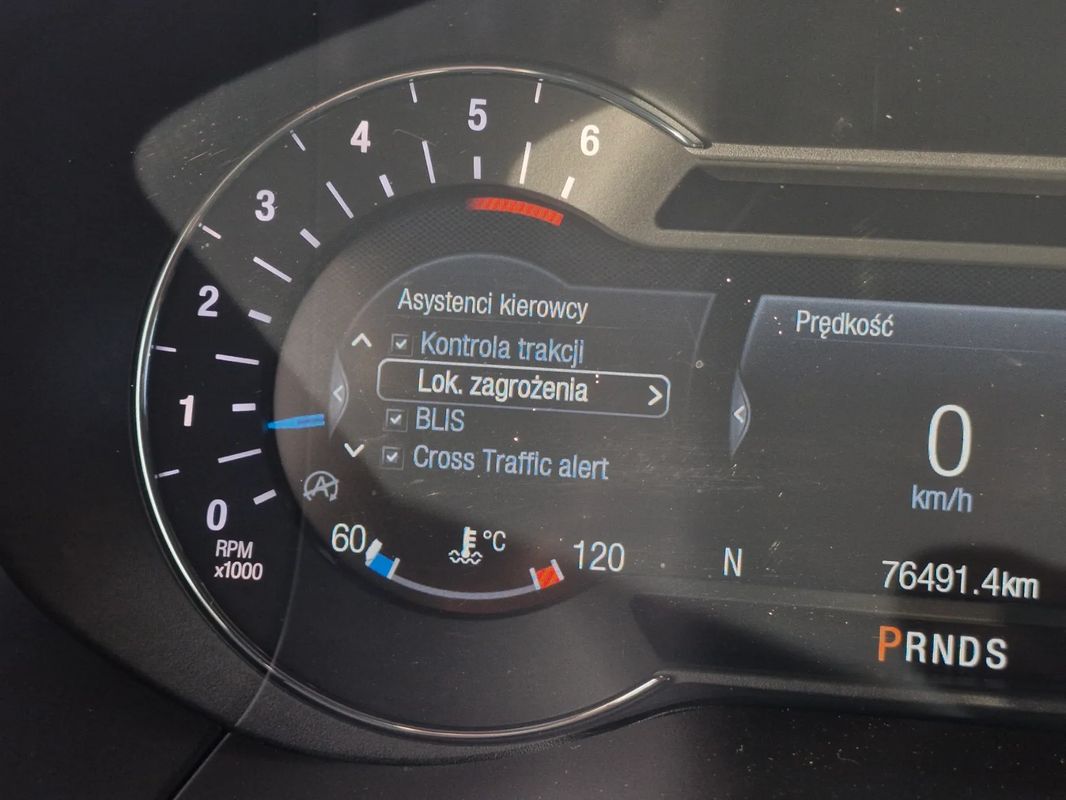 6
5
4
3
2
1
0
RPM
x1000
Asystenci kierowcy
Kontrola trakcji
Lok. zagrożenia
BLIS
Cross Traffic alert
A
60
°C
120
Prędkość
0
km/h
N
76491.4km
PRNDS